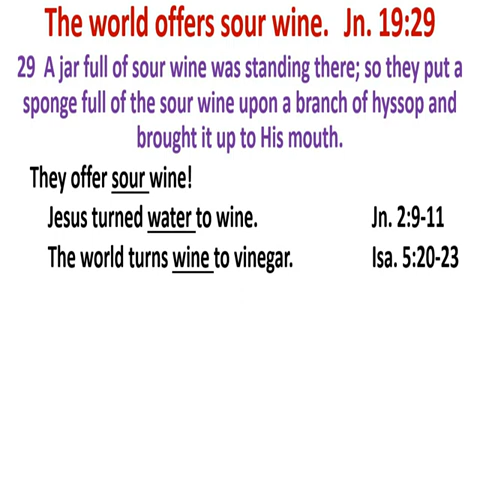 The world offers sour wine. Jn. 19:29
29 A jar full of sour wine was standing there; so they put a
sponge full of the sour wine upon a branch of hyssop and
brought it up to His mouth.
They offer sour wine!
Jesus turned water to wine. Jn. 2:9-11
The world turns wine to vinegar. Isa. 5:20-23